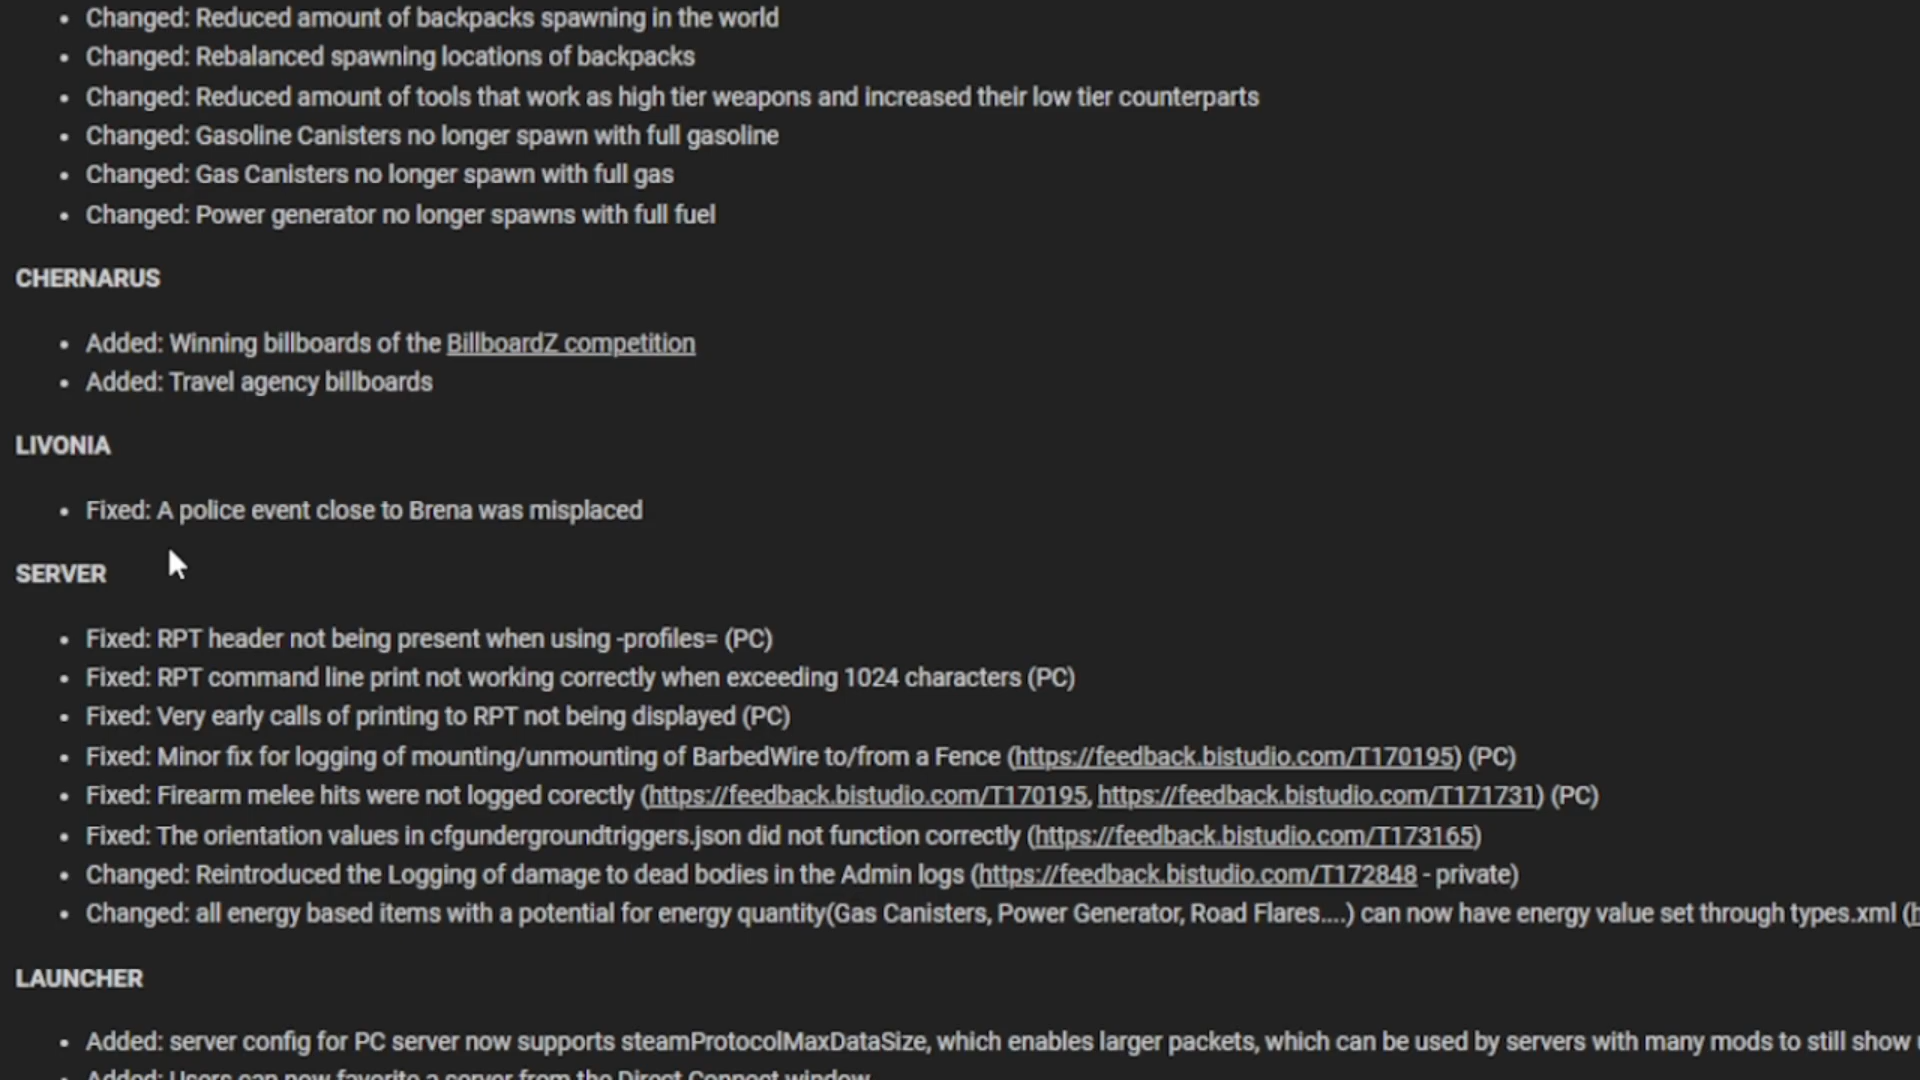 • Changed: Reduced amount of backpacks spawning in the world
• Changed: Rebalanced spawning locations of backpacks
• Changed: Reduced amount of tools that work as high tier weapons and increased their low tier counterparts
• Changed: Gasoline Canisters no longer spawn with full gasoline
• Changed: Gas Canisters no longer spawn with full gas
• Changed: Power generator no longer spawns with full fuel
CHERNARUS
• Added: Winning billboards of the BillboardZ competition
• Added: Travel agency billboards
LIVONIA
• Fixed: A police event close to Brena was misplaced
SERVER
• Fixed: RPT header not being present when using -profiles= (PC)
• Fixed: RPT command line print not working correctly when exceeding 1024 characters (PC)
• Fixed: Very early calls of printing to RPT not being displayed (PC)
• Fixed: Minor fix for logging of mounting/unmounting of BarbedWire to/from a Fence (https://feedback.bistudio.com/T170195) (PC)
• Fixed: Firearm melee hits were not logged corectly (https://feedback.bistudio.com/T170195, https://feedback.bistudio.com/T171731) (PC)
• Fixed: The orientation values in cfgundergroundtriggers.json did not function correctly (https://feedback.bistudio.com/T173165)
• Changed: Reintroduced the Logging of damage to dead bodies in the Admin logs (https://feedback.bistudio.com/T172848 - private)
• Changed: all energy based items with a potential for energy quantity(Gas Canisters, Power Generator, Road Flares....) can now have energy value set through types.xml (
LAUNCHER
• Added: server config for PC server now supports steamProtocolMaxDataSize, which enables larger packets, which can be used by servers with many mods to still show
• Added: Users can now favorite a server from the Direct Connect window